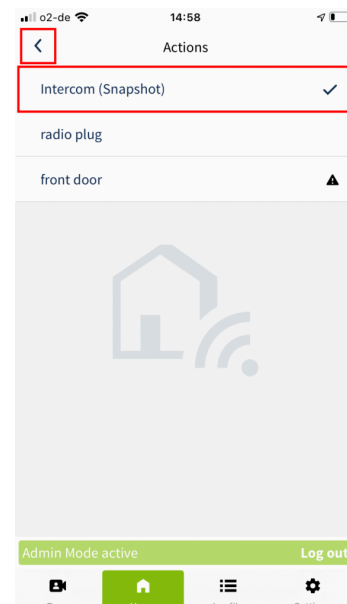 o2-de 14:58
Actions
Intercom (Snapshot)
radio plug
front door
Admin Mode active Log out